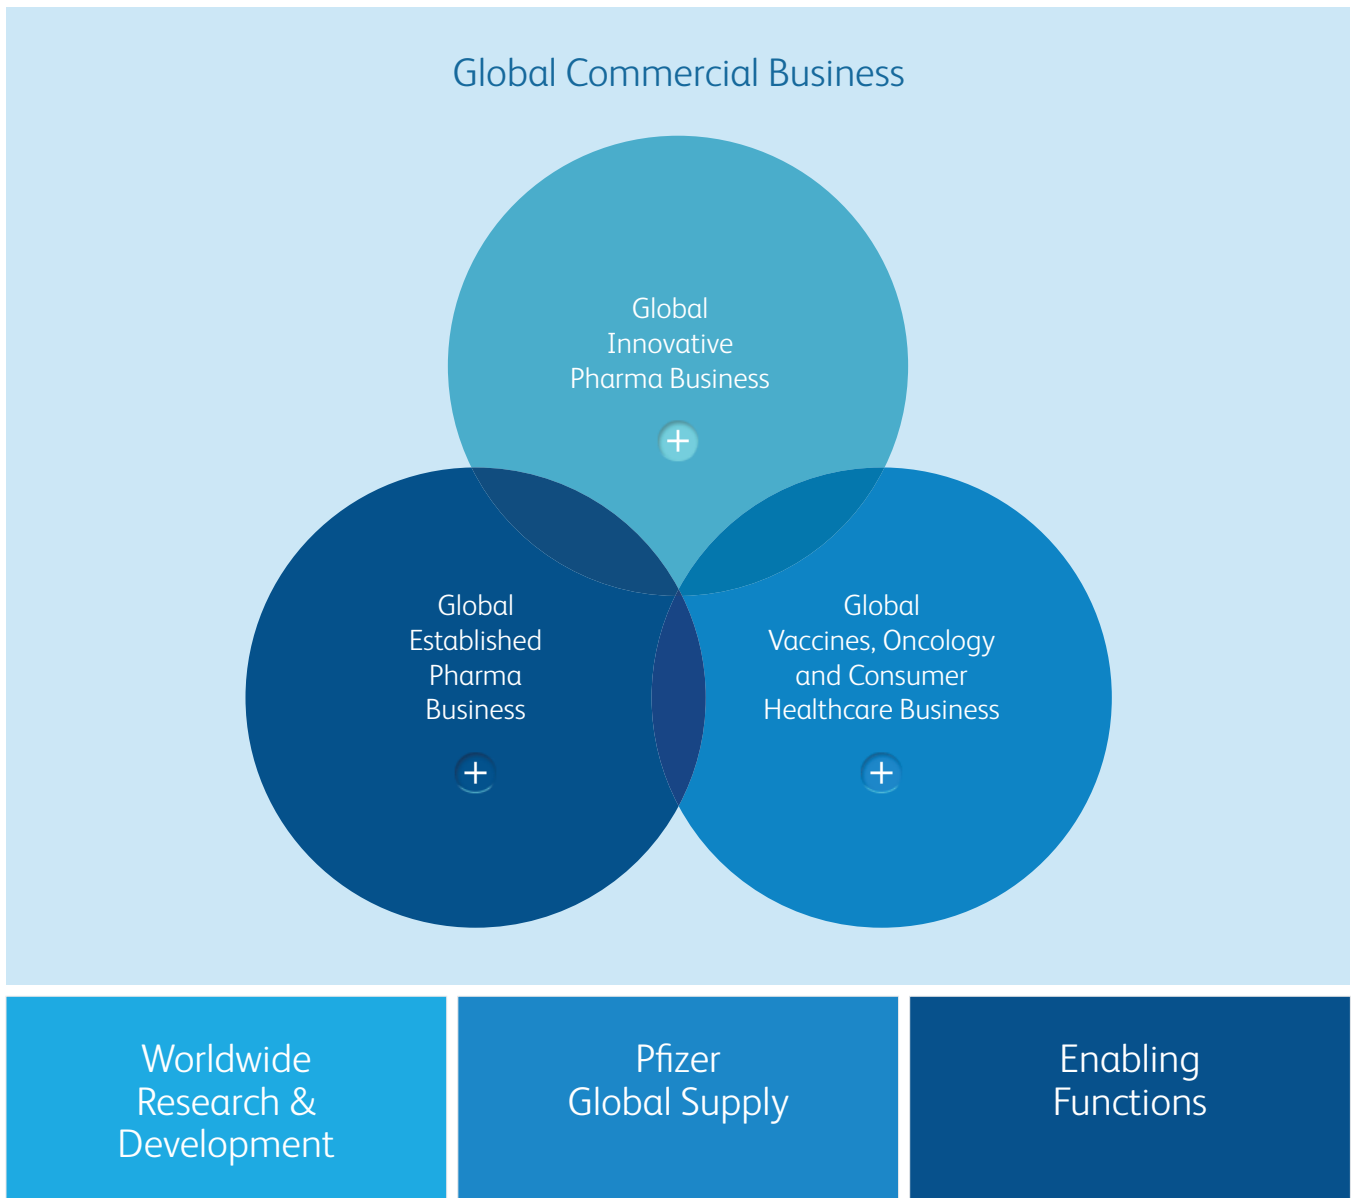 Global Commercial Business
Global
Innovative
Pharma Business
Global
Established
Pharma
Business
Global
Vaccines, Oncology
and Consumer
Healthcare Business
Worldwide
Research &
Development
Pfizer
Global Supply
Enabling
Functions